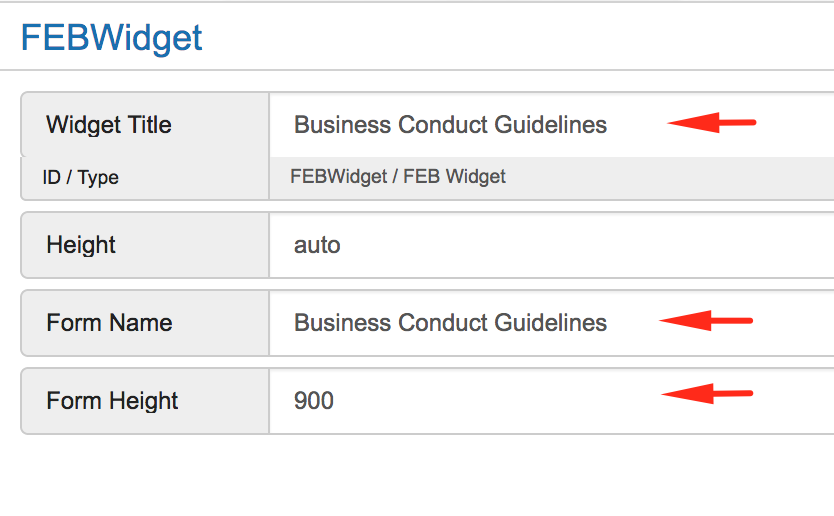 FEBWidget
Widget Title Business Conduct Guidelines
ID / Type FEBWidget / FEB Widget
Height auto
Form Name Business Conduct Guidelines
Form Height 900